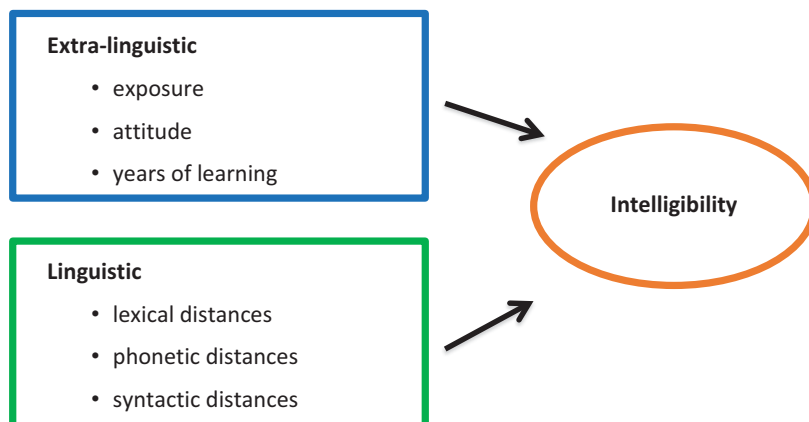 Extra-linguistic
• exposure
• attitude
• years of learning
Intelligibility
Linguistic
• lexical distances
• phonetic distances
• syntactic distances